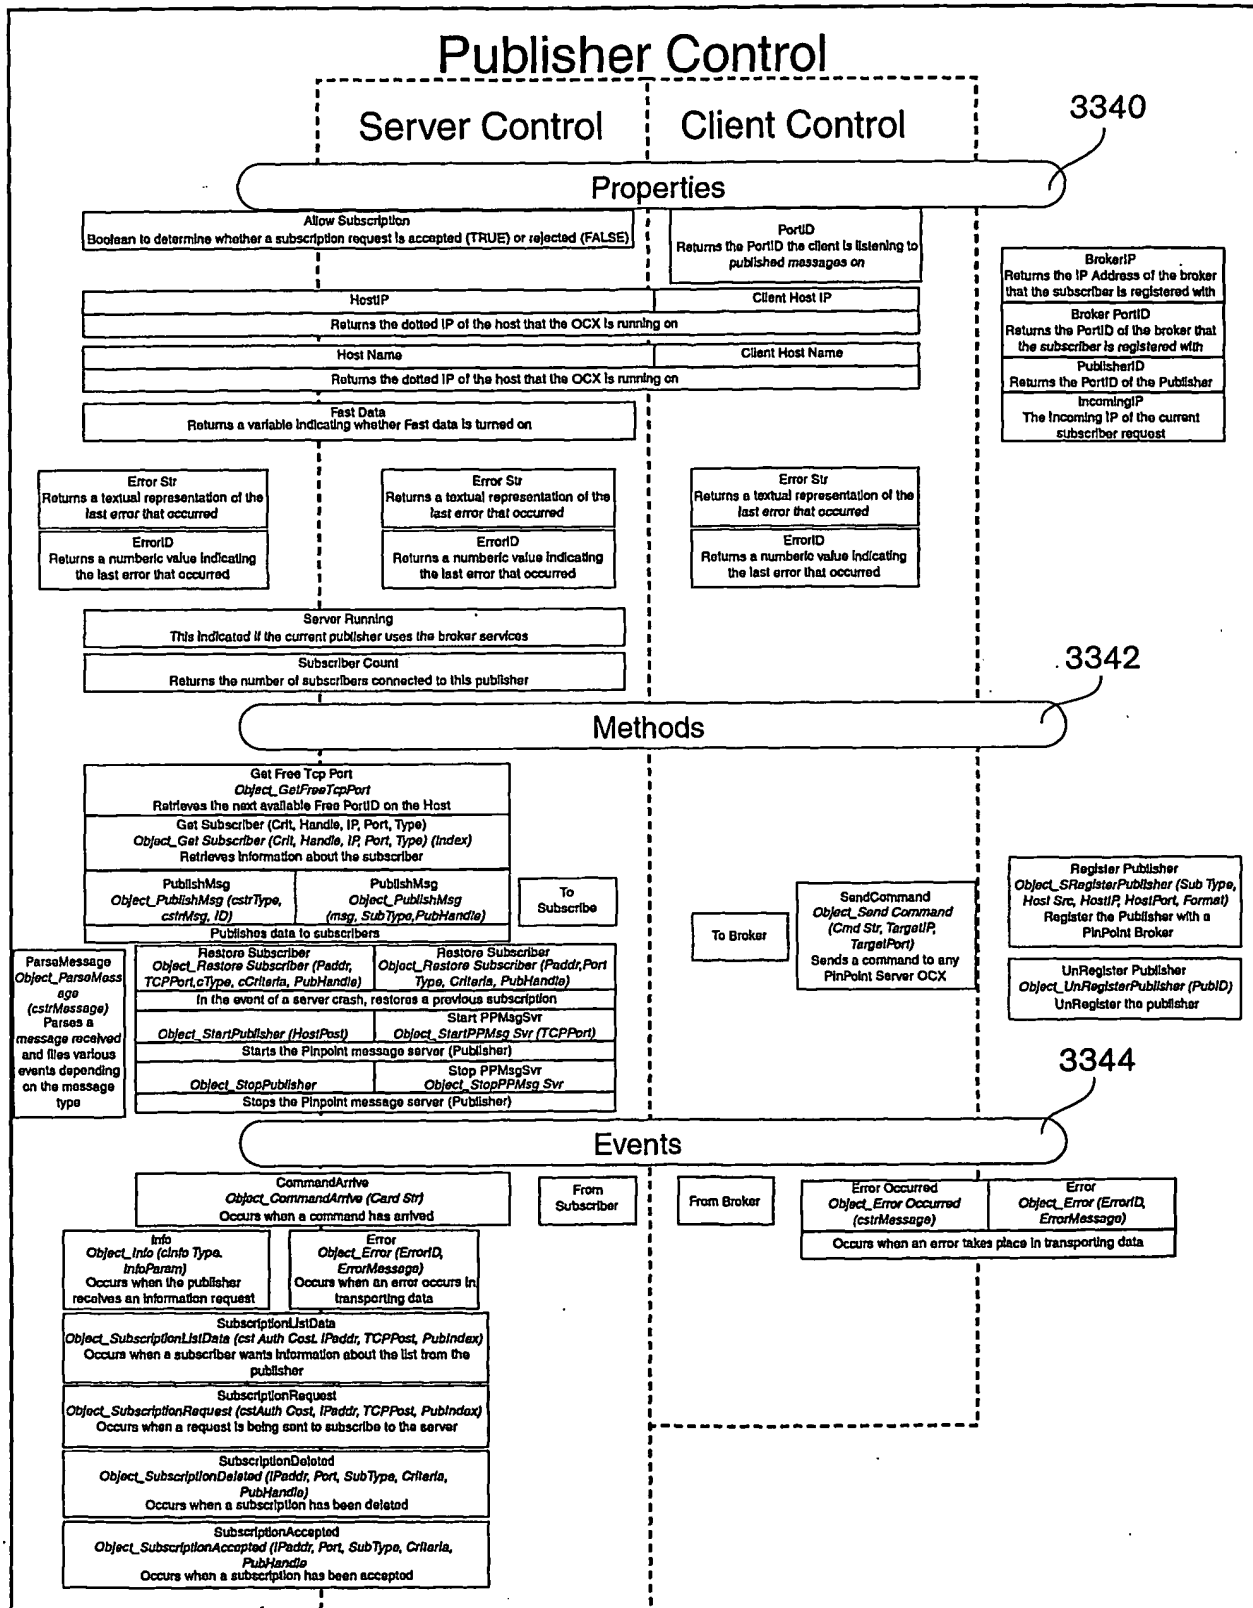 Publisher Control
Server Control
Client Control
3340
Properties
Allow Subscription
Boolean to determine whether a subscription request is accepted (TRUE) or rejected (FALSE)
PortID
Returns the PortID the client is listening to
published messages on
BrokerIP
Returns the IP Address of the broker
that the subscriber is registered with
Broker PortID
Returns the PortID of the broker that
the subscriber is registered with
PublisherID
Returns the PortID of the Publisher
IncomingIP
The Incoming IP of the current
subscriber request
HostIP
Client Host IP
Returns the dotted IP of the host that the OCX is running on
Host Name
Client Host Name
Returns the dotted IP of the host that the OCX is running on
Fast Data
Returns a variable indicating whether Fast data is turned on
Error Str
Returns a textual representation of the
last error that occurred
ErrorID
Returns a numberic value indicating
the last error that occurred
Error Str
Returns a textual representation of the
last error that occurred
ErrorID
Returns a numberic value indicating
the last error that occurred
Error Str
Returns a textual representation of the
last error that occurred
ErrorID
Returns a numberic value indicating
the last error that occurred
Server Running
This indicated if the current publisher uses the broker services
Subscriber Count
Returns the number of subscribers connected to this publisher
3342
Methods
Get Free Tcp Port
Object_GetFreeTcpPort
Retrieves the next available Free PortID on the Host
Get Subscriber (Crit, Handle, IP, Port, Type)
Object_Get Subscriber (Crit, Handle, IP, Port, Type) (Index)
Retrieves Information about the subscriber
PublishMsg
Object_PublishMsg (cstrType,
cstrMsg, ID)
PublishMsg
Object_PublishMsg
(msg, SubType,PubHandle)
Publishes data to subscribers
To
Subscribe
To Broker
SendCommand
Object_Send Command
(Cmd Str, TargetIP,
TargetPort)
Sends a command to any
PinPoint Server OCX
Register Publisher
Object_SRegisterPublisher (Sub Type,
Host Src, HostIP, HostPort, Format)
Register the Publisher with a
PinPoint Broker
UnRegister Publisher
Object_UnRegisterPublisher (PubID)
UnRegister the publisher
ParseMessage
Object_ParseMess
age
(cstrMessage)
Parses a
message received
and files various
events depending
on the message
type
Restore Subscriber
Object_Restore Subscriber (Paddr,
TCPPort,cType, cCriteria, PubHandle)
Restore Subscriber
Object_Restore Subscriber (Paddr,Port
Type, Criteria, PubHandle)
In the event of a server crash, restores a previous subscription
Object_StartPublisher (HostPost)
Start PPMsgSvr
Object_StartPPMsg Svr (TCPPort)
Starts the Pinpoint message server (Publisher)
Object_StopPublisher
Stop PPMsgSvr
Object_StopPPMsg Svr
Stops the Pinpoint message server (Publisher)
3344
Events
CommandArrive
Object_CommandArrive (Card Str)
Occurs when a command has arrived
From
Subscriber
From Broker
Error Occurred
Object_Error Occurred
(cstrMessage)
Error
Object_Error (ErrorID,
ErrorMessage)
Occurs when an error takes place in transporting data
Info
Object_Info (cInfo Type,
InfoParam)
Occurs when the publisher
receives an information request
Error
Object_Error (ErrorID,
ErrorMessage)
Occurs when an error occurs in
transporting data
SubscriptionListData
Object_SubscriptionListData (cst Auth Cost. IPaddr, TCPPost, PubIndex)
Occurs when a subscriber wants information about the list from the
publisher
SubscriptionRequest
Object_SubscriptionRequest (cstAuth Cost, IPaddr, TCPPost, PubIndex)
Occurs when a request is being sent to subscribe to the server
SubscriptionDeleted
Object_SubscriptionDeleted (IPaddr, Port, SubType, Criteria,
PubHandle)
Occurs when a subscription has been deleted
SubscriptionAccepted
Object_SubscriptionAccepted (IPaddr, Port, SubType, Criteria,
PubHandle
Occurs when a subscription has been accepted